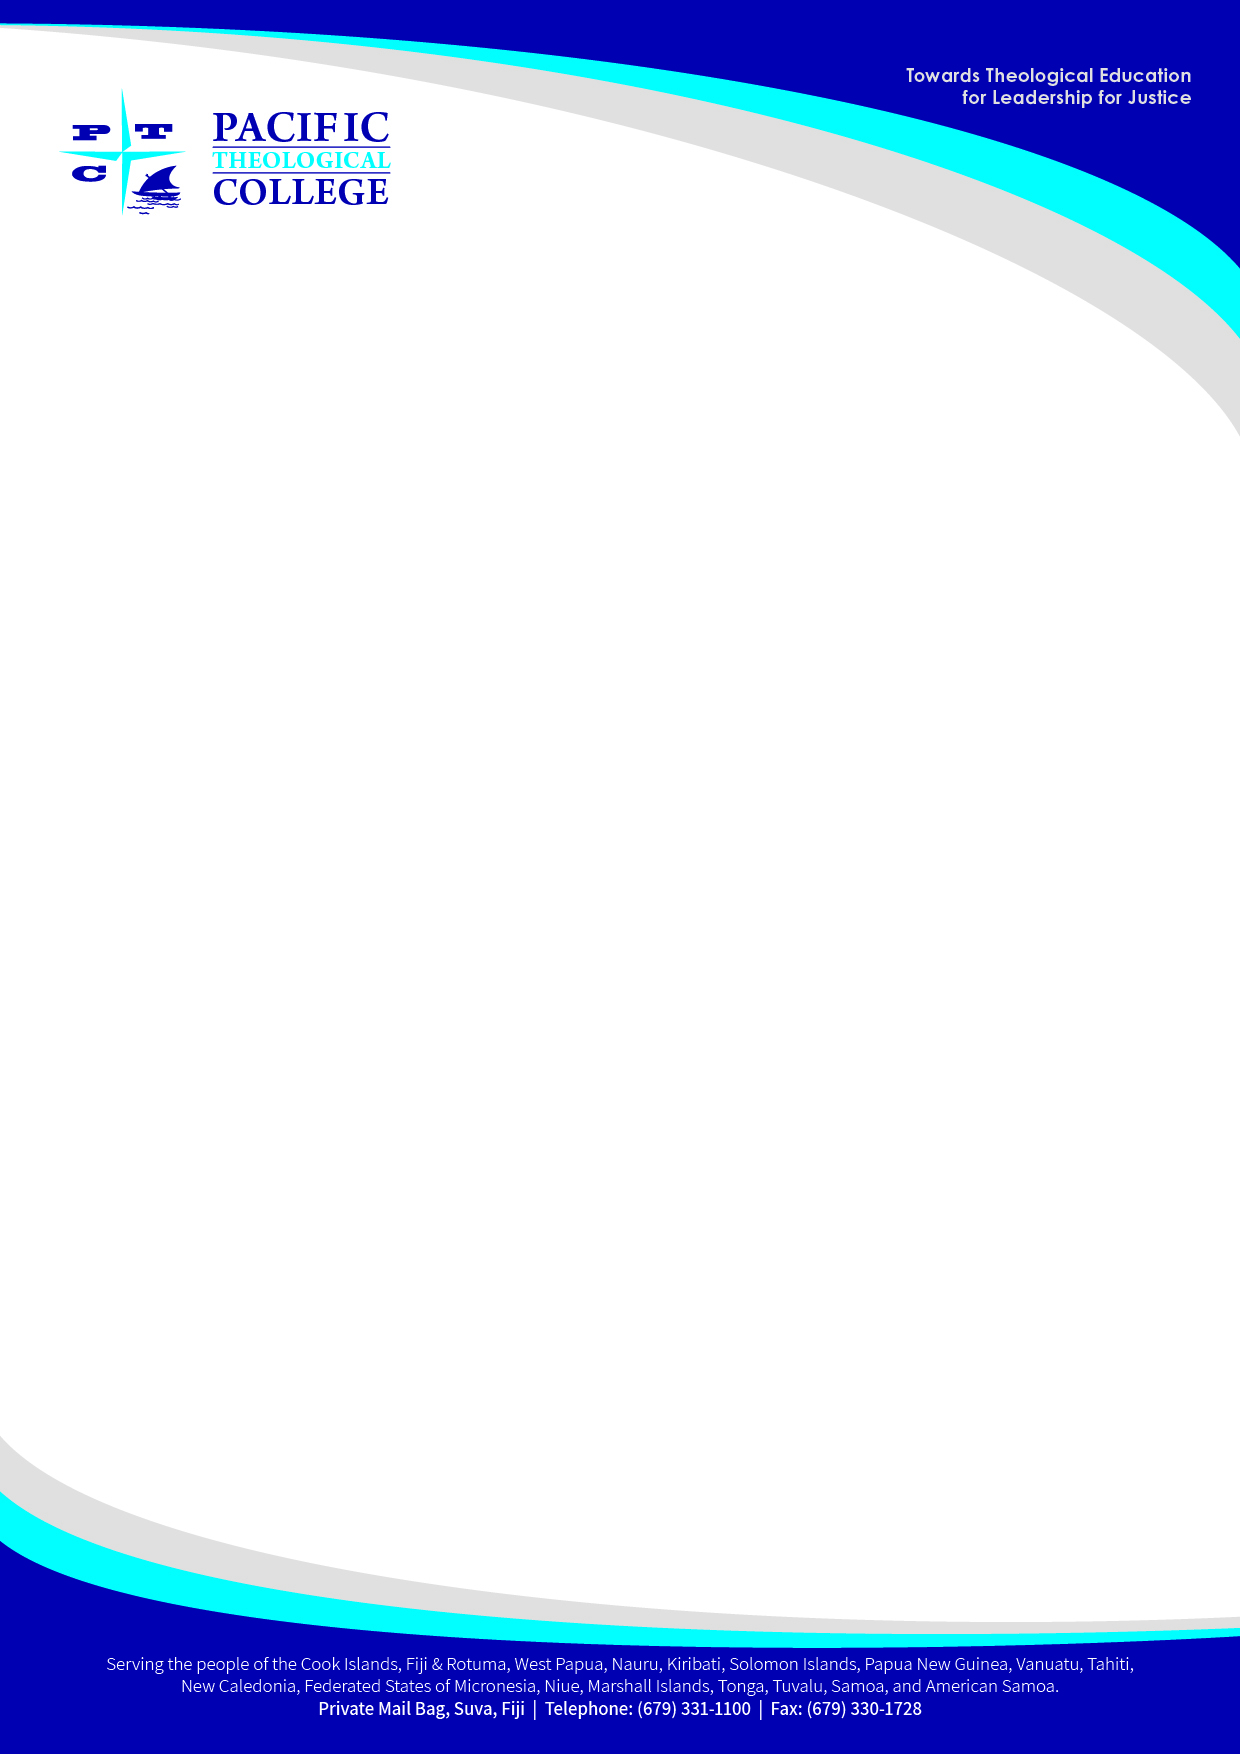 Towards Theological Education
for Leadership for Justice
P T
C
PACIFIC
THEOLOGICAL
COLLEGE
Serving the people of the Cook Islands, Fiji & Rotuma, West Papua, Nauru, Kiribati, Solomon Islands, Papua New Guinea, Vanuatu, Tahiti,
New Caledonia, Federated States of Micronesia, Niue, Marshall Islands, Tonga, Tuvalu, Samoa, and American Samoa.
Private Mail Bag, Suva, Fiji | Telephone: (679) 331-1100 | Fax: (679) 330-1728